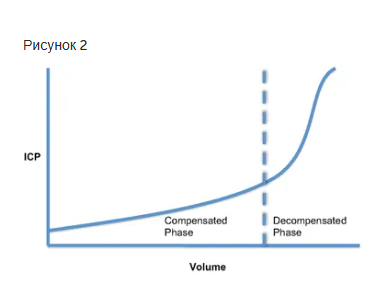 Рисунок 2
ICP
Compensated
Phase
Decompensated
Phase
Volume